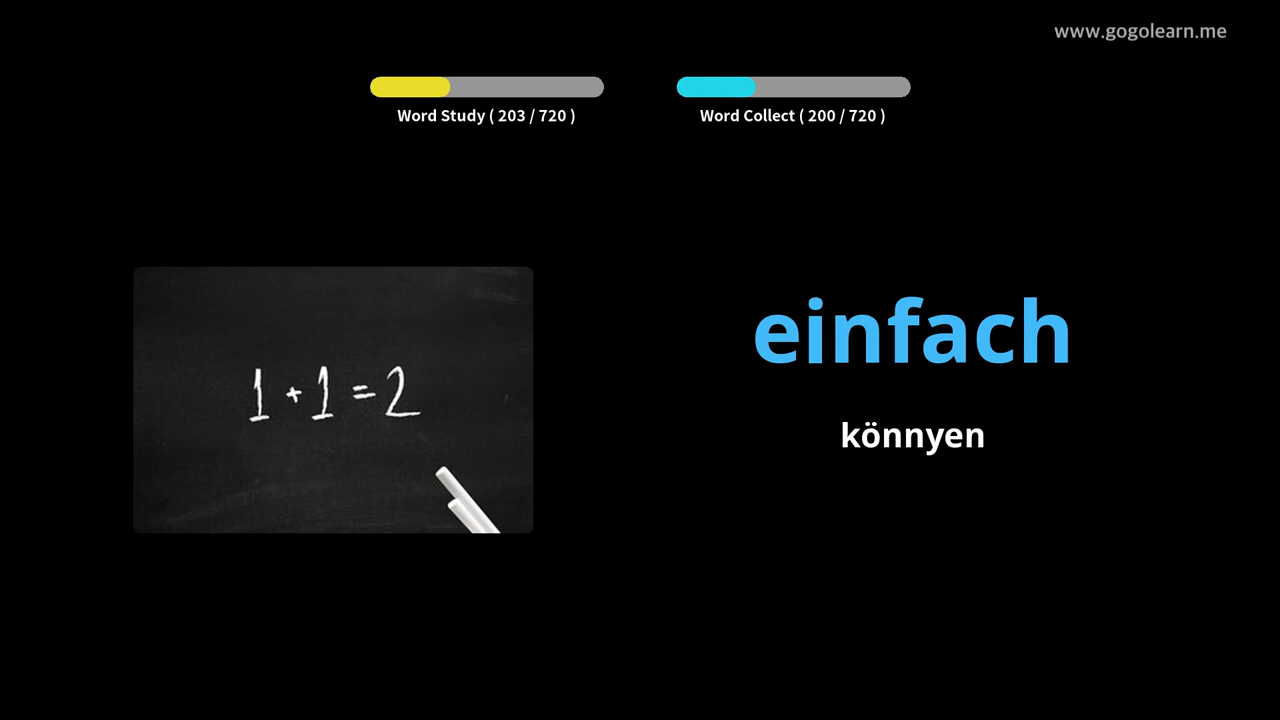 www.gogolearn.me
Word Study ( 203 / 720 )
Word Collect ( 200 / 720 )
1 + 1 = 2
einfach
könnyen